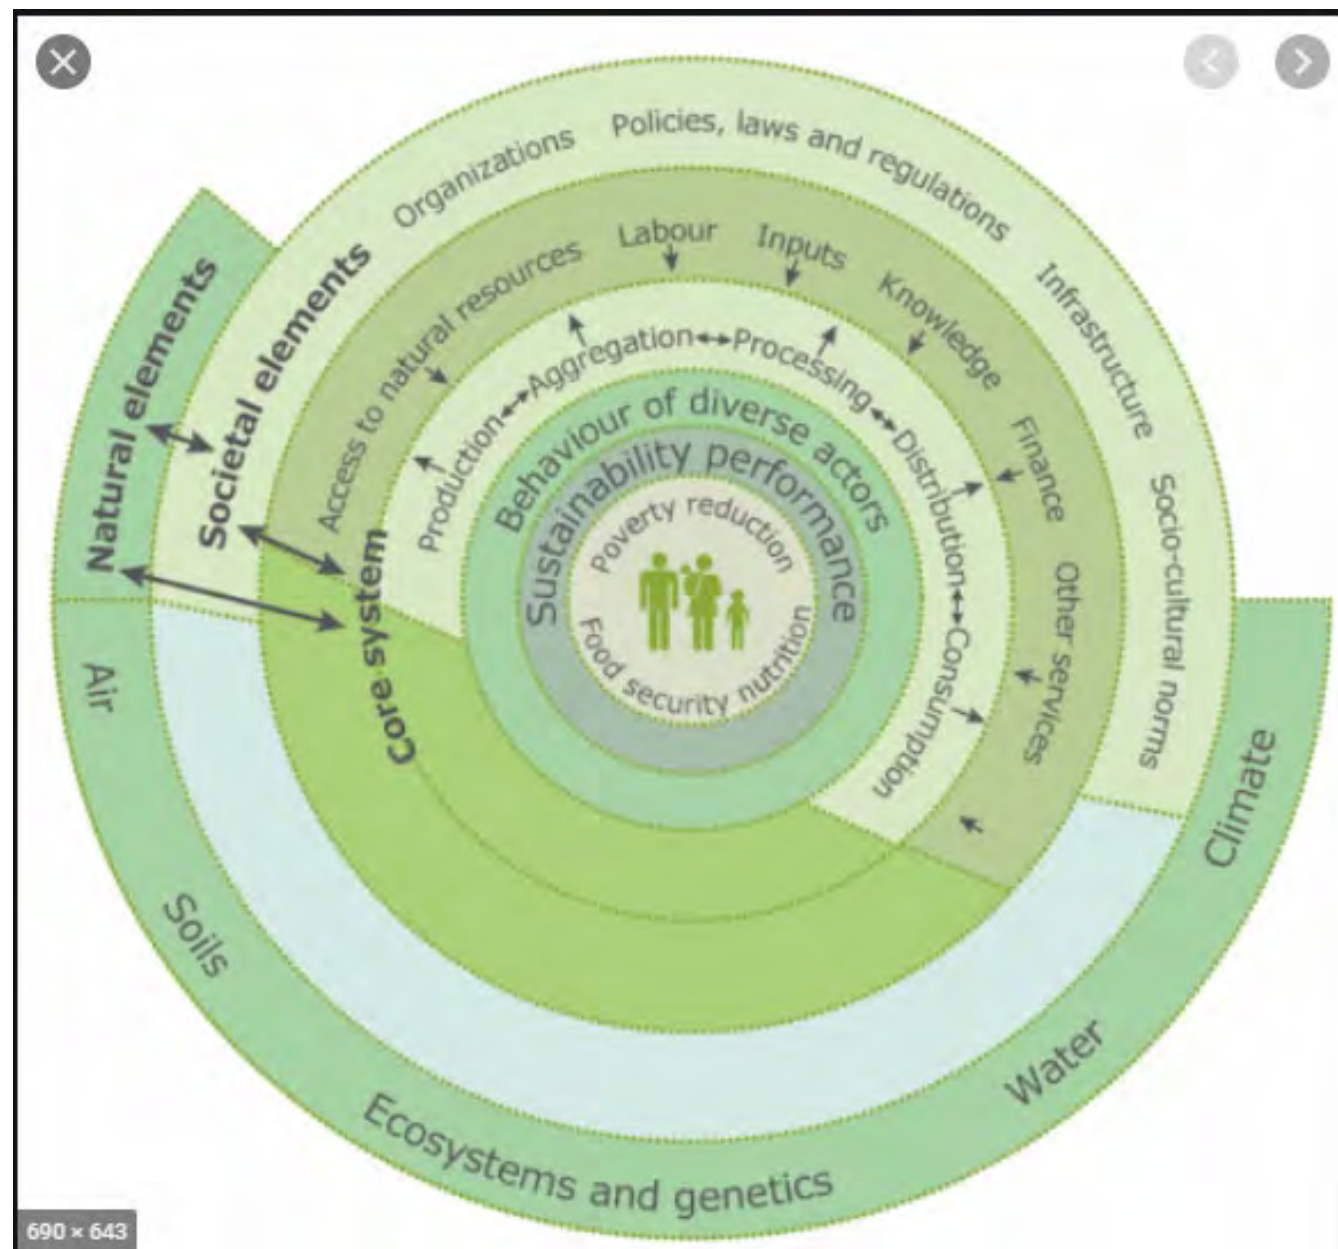 Natural elements
Societal elements
Core system
Organizations
Policies, laws and regulations
Infrastructure
Socio-cultural norms
Access to natural resources
Labour
Inputs
Knowledge
Finance
Other services
Production
Aggregation
Processing
Distribution
Consumption
Behaviour of diverse actors
Sustainability performance
Poverty reduction
Food security nutrition
Air
Soils
Ecosystems and genetics
Water
Climate
690 × 643